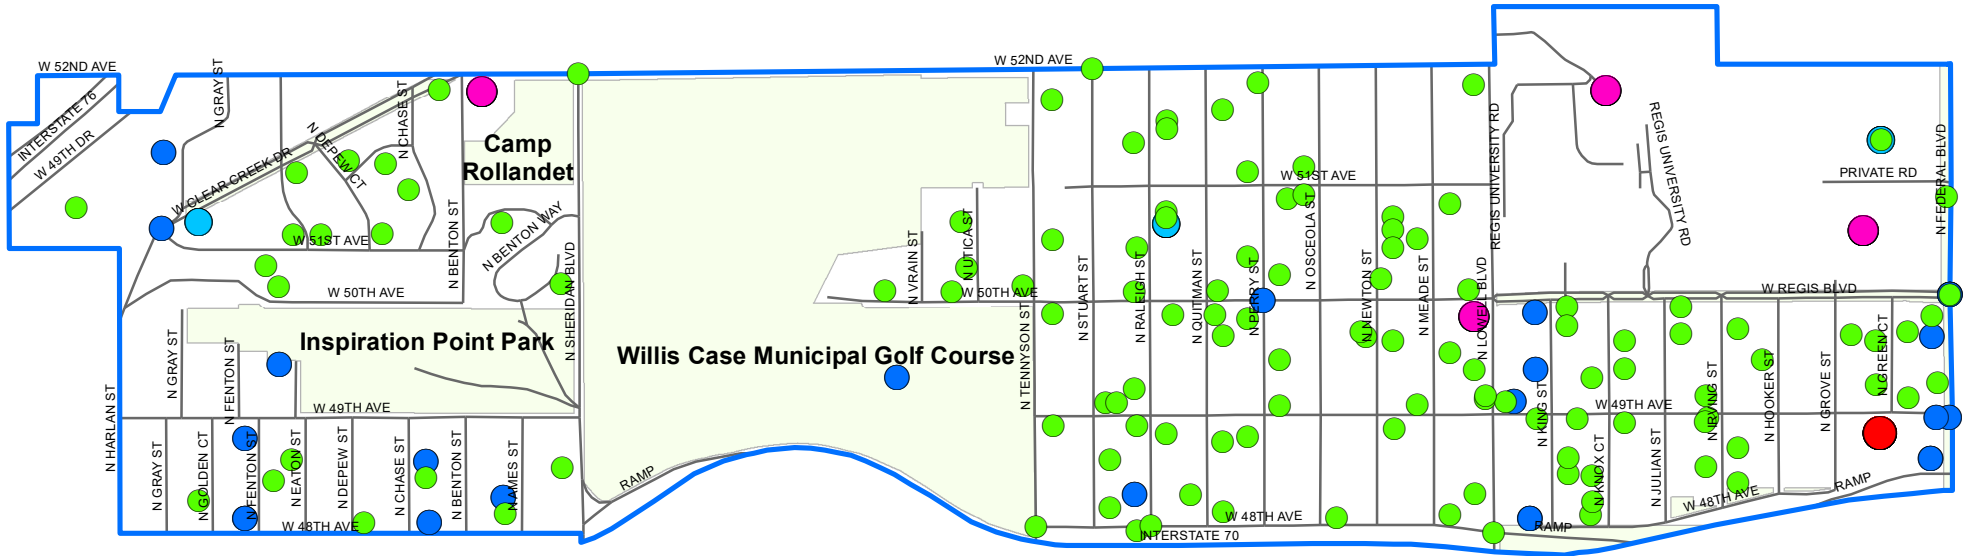 W 52ND AVE
W 52ND AVE
INTERSTATE 76
W 49TH DR
N GRAY ST
N DEPEW CT
N CHASE ST
W CLEAR CREEK DR
Camp
Rollandet
REGIS UNIVERSITY RD
REGIS UNIVERSITY RD
PRIVATE RD
N FEDERAL BLVD
W 51ST AVE
W 51ST AVE
N BENTON ST
N BENTON WAY
N SHERIDAN BLVD
N VRAIN ST
N UTICA ST
N OSCEOLA ST
W 50TH AVE
W 50TH AVE
W REGIS BLVD
N TENNYSON ST
N STUART ST
N RALEIGH ST
N QUITMAN ST
N PERRY ST
N NEWTON ST
N MEADE ST
N LOWELL BLVD
Inspiration Point Park
Willis Case Municipal Golf Course
N HARLAN ST
N GRAY ST
N FENTON ST
W 49TH AVE
W 49TH AVE
N KING ST
N KNOX CT
N JULIAN ST
N IRVING ST
N HOOKER ST
N GROVE ST
N GREEN CT
N GRAY ST
N GOLDEN CT
N FENTON ST
N EATON ST
N DEPEW ST
N CHASE ST
N BENTON ST
N AMES ST
RAMP
RAMP
W 48TH AVE
W 48TH AVE
W 48TH AVE
RAMP
INTERSTATE 70